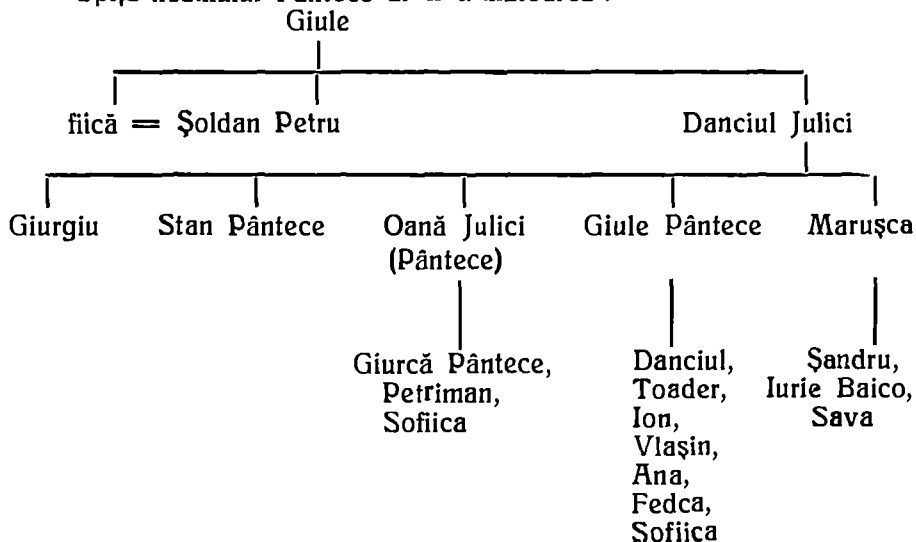 Giule
fiică = Şoldan Petru Danciul Julici
Giurgiu Stan Pântece Oană Julici Giule Pântece Maruşca
(Pântece)
Giurcă Pântece, Danciul, Şandru,
Petriman, Toader, Iurie Baico,
Sofiica Ion, Sava
Vlaşin,
Ana,
Fedca,
Şofiica